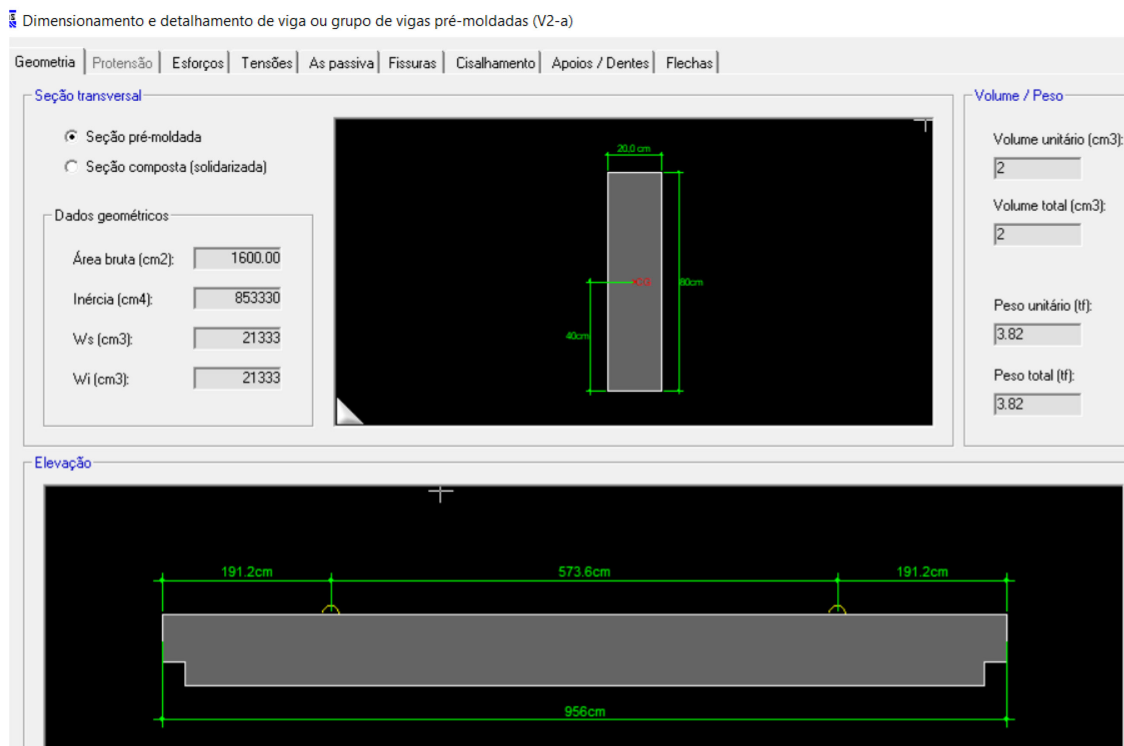 Dimensionamento e detalhamento de viga ou grupo de vigas pré-moldadas (V2-a)
Geometria Protensão Esforços Tensões As passiva Fissuras Cisalhamento Apoios / Dentes Flechas
Seção transversal
Seção pré-moldada
Seção composta (solidarizada)
Dados geométricos
Área bruta (cm2): 1600.00
Inércia (cm4): 853330
Ws (cm3): 21333
Wi (cm3): 21333
20.0 cm
CG
80cm
40cm
Volume / Peso
Volume unitário (cm3):
2
Volume total (cm3):
2
Peso unitário (tf):
3.82
Peso total (tf):
3.82
Elevação
191.2cm 573.6cm 191.2cm
956cm